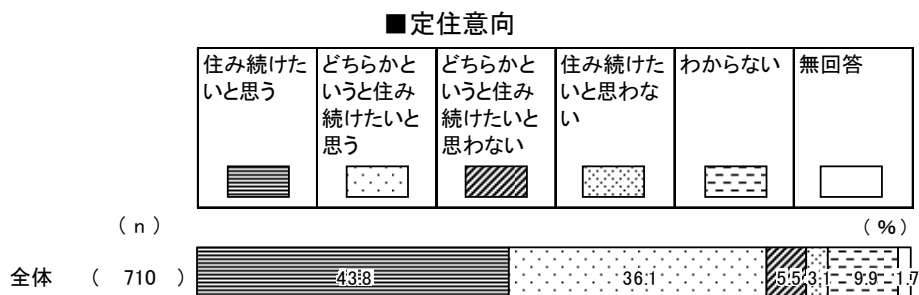 ■定住意向
住み続けた
いと思う
どちらかと
いうと住み
続けたいと
思う
どちらかと
いうと住み
続けたいと
思わない
住み続けた
いと思わな
い
わからない
無回答
（ｎ）
（％）
全体 （ 710 ） 43.8 36.1 5.5 3.1 9.9 1.7